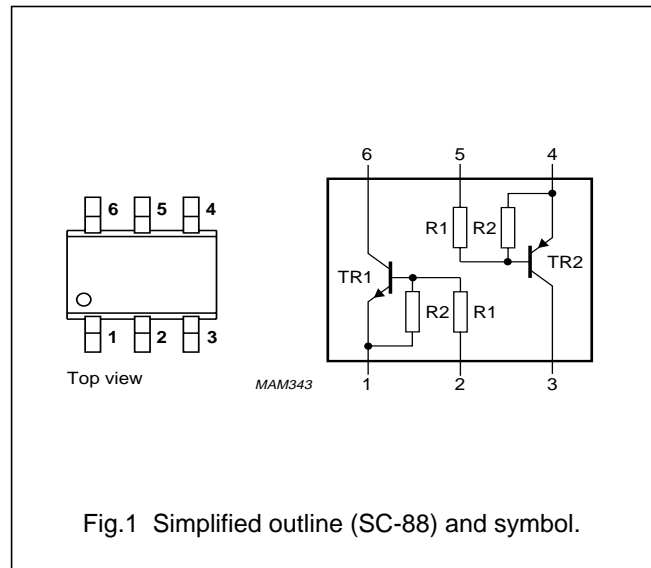 6 5 4
6 5 4
R1 R2
TR2
TR1
R2 R1
1 2 3
Top view
MAM343
1 2 3
Fig.1 Simplified outline (SC-88) and symbol.